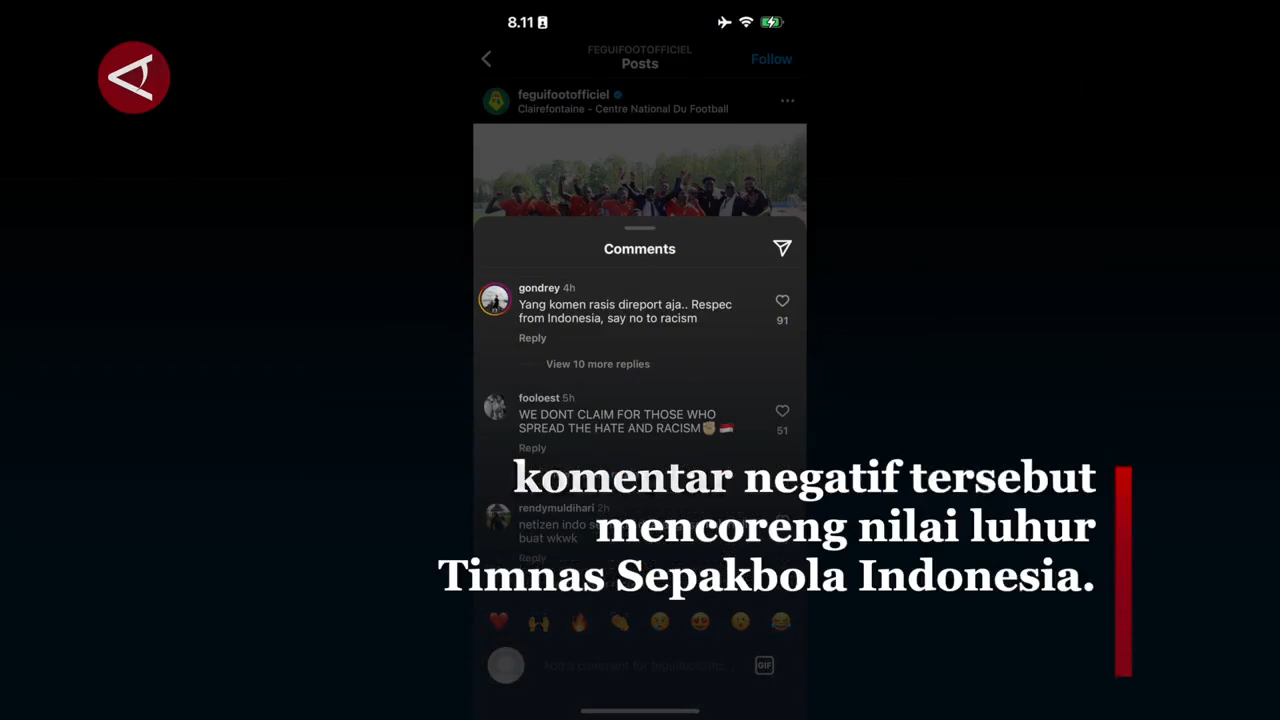 8.11
FEGUIFOOTOFFICIEL
Posts
Follow
feguifootofficiel
Clairefontaine - Centre National Du Football
Comments
gondrey 4h
Yang komen rasis direport aja.. Respec
from Indonesia, say no to racism
91
Reply
View 10 more replies
fooloest 5h
WE DONT CLAIM FOR THOSE WHO
SPREAD THE HATE AND RACISM
51
Reply
komentar negatif tersebut
mencoreng nilai luhur
Timnas Sepakbola Indonesia.
rendymuldihari 2h
netizen indo
buat wkwk
Reply
Add a comment for
GIF